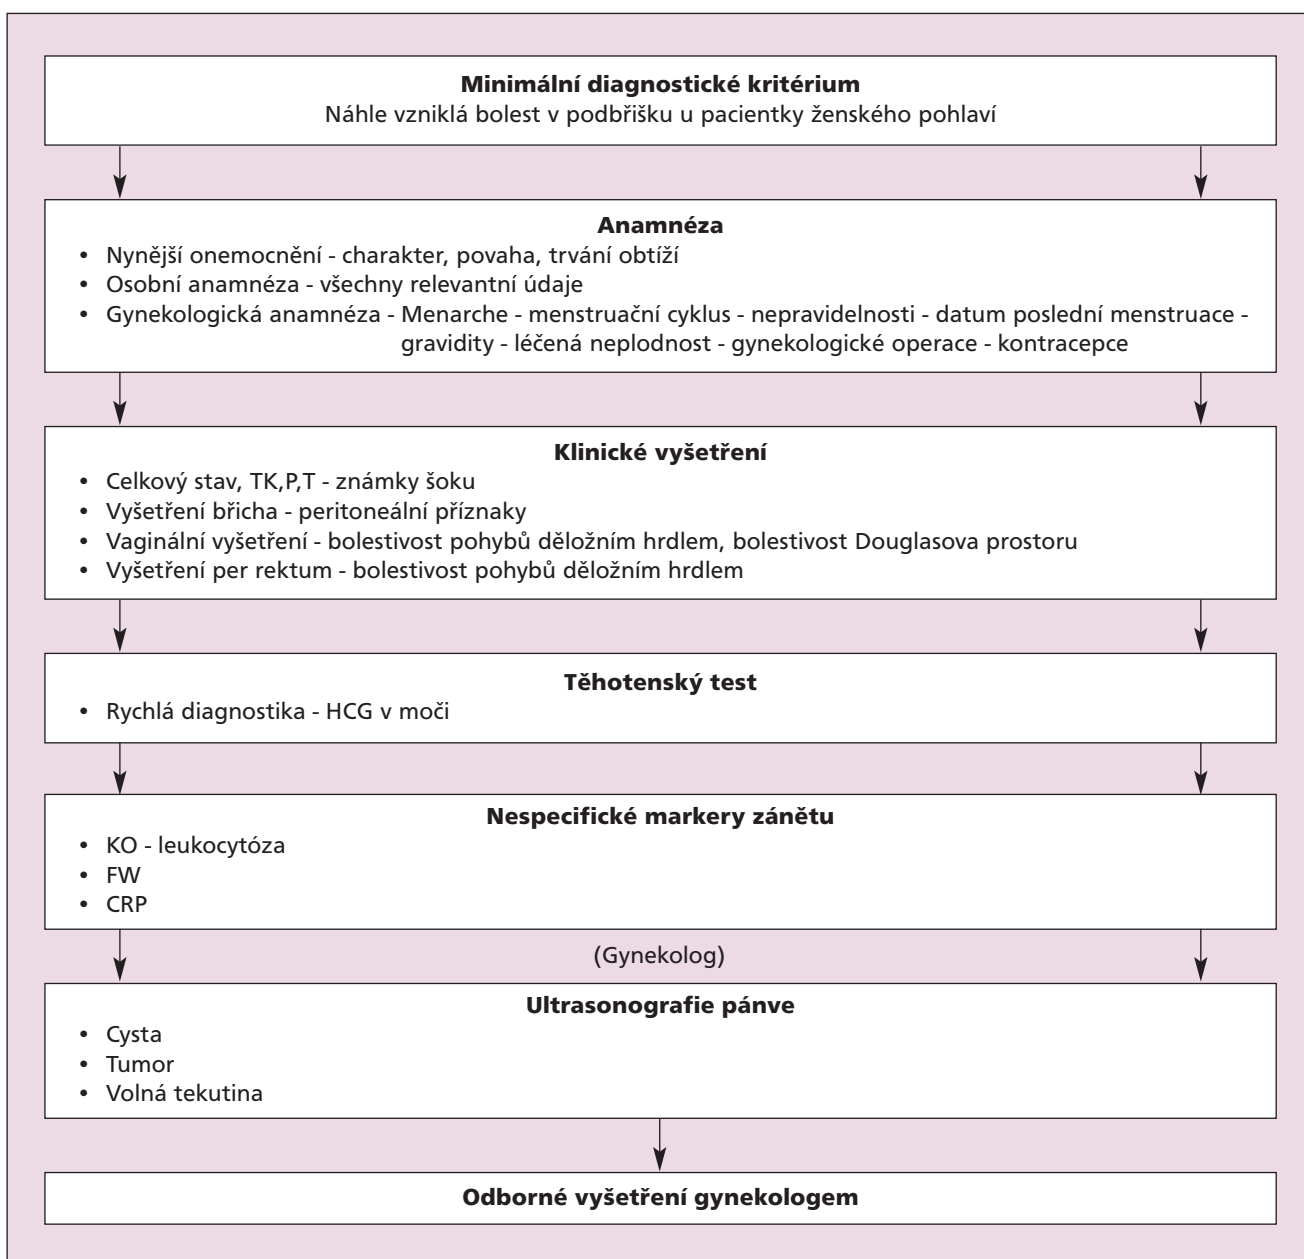 Minimální diagnostické kritérium
Náhle vzniklá bolest v podbřišku u pacientky ženského pohlaví
Anamnéza
• Nynější onemocnění - charakter, povaha, trvání obtíží
• Osobní anamnéza - všechny relevantní údaje
• Gynekologická anamnéza - Menarche - menstruační cyklus - nepravidelnosti - datum poslední menstruace -
gravidity - léčená neplodnost - gynekologické operace - kontracepce
Klinické vyšetření
• Celkový stav, TK,P,T - známky šoku
• Vyšetření břicha - peritoneální příznaky
• Vaginální vyšetření - bolestivost pohybů děložním hrdlem, bolestivost Douglasova prostoru
• Vyšetření per rektum - bolestivost pohybů děložním hrdlem
Těhotenský test
• Rychlá diagnostika - HCG v moči
Nespecifické markery zánětu
• KO - leukocytóza
• FW
• CRP
(Gynekolog)
Ultrasonografie pánve
• Cysta
• Tumor
• Volná tekutina
Odborné vyšetření gynekologem